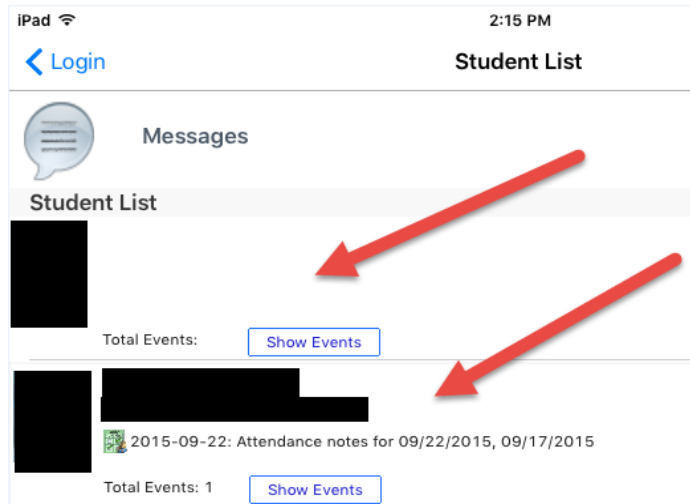 iPad 2:15 PM
Login Student List
Messages
Student List
Total Events: Show Events
2015-09-22: Attendance notes for 09/22/2015, 09/17/2015
Total Events: 1 Show Events